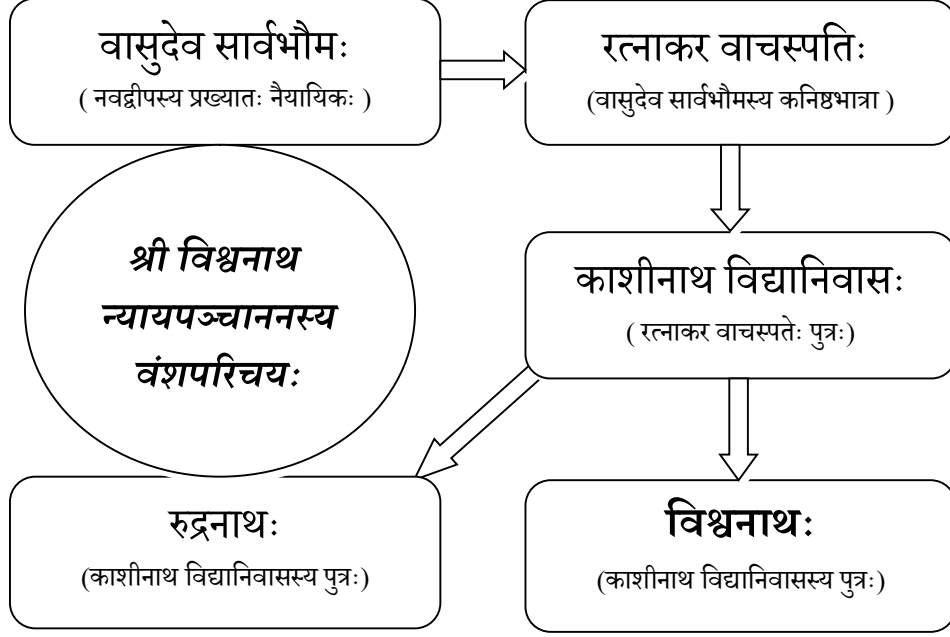 वासुदेव सार्वभौमः
( नवद्वीपस्य प्रख्यातः नैयायिकः )
रत्नाकर वाचस्पतिः
(वासुदेव सार्वभौमस्य कनिष्ठभात्रा )
श्री विश्वनाथ
न्यायपञ्चाननस्य
वंशपरिचयः
काशीनाथ विद्यानिवासः
( रत्नाकर वाचस्पतेः पुत्रः)
रुद्रनाथः
(काशीनाथ विद्यानिवासस्य पुत्रः)
विश्वनाथः
(काशीनाथ विद्यानिवासस्य पुत्रः)